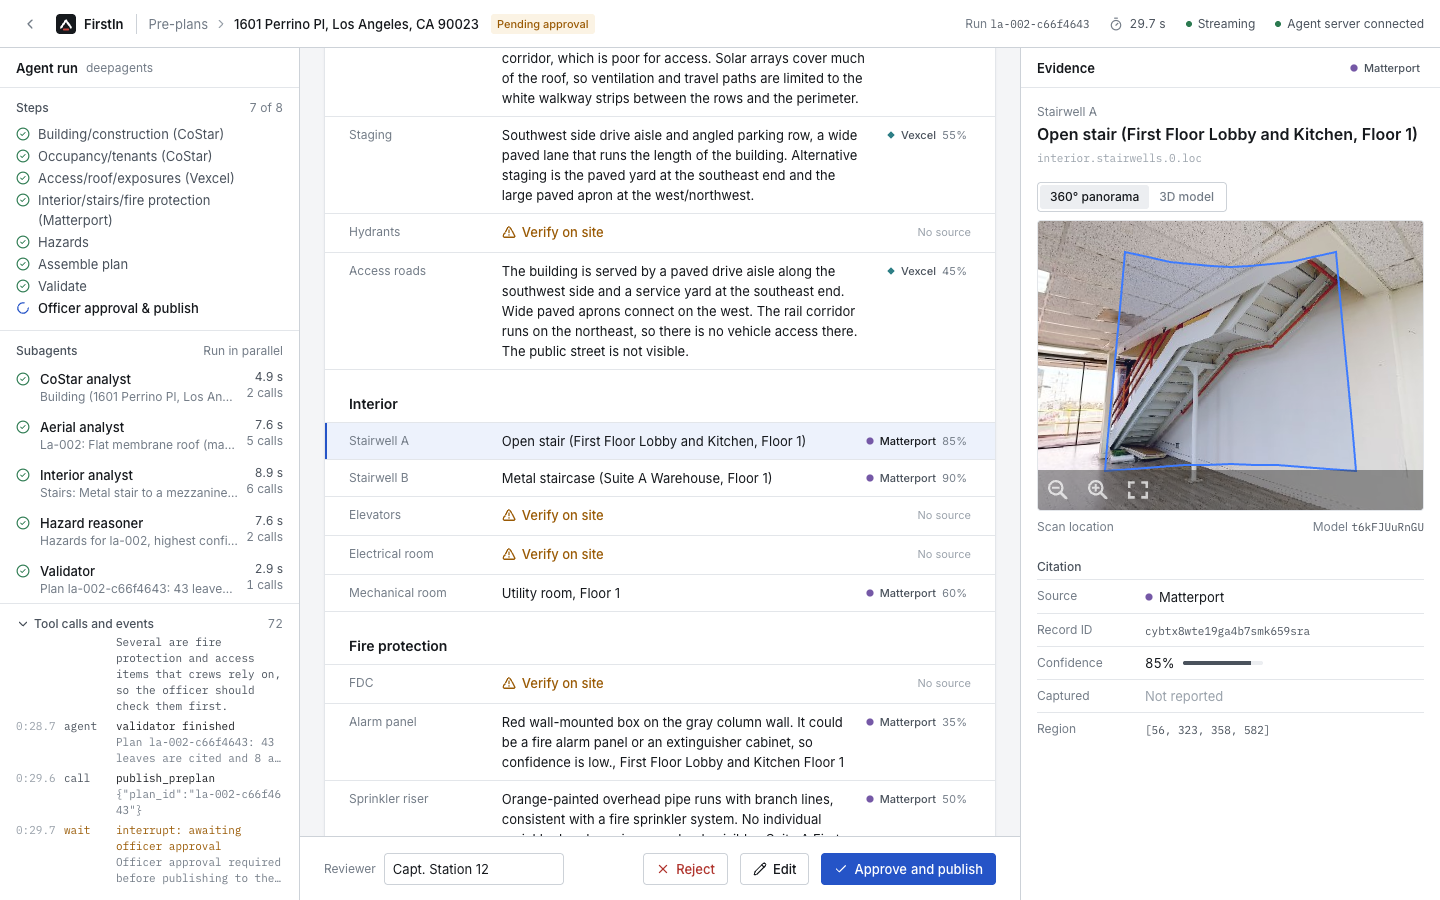 FirstIn
Pre-plans
1601 Perrino Pl, Los Angeles, CA 90023
Pending approval
Run la-002-c66f4643
29.7 s
Streaming
Agent server connected
Agent run deepagents
Steps 7 of 8
Building/construction (CoStar)
Occupancy/tenants (CoStar)
Access/roof/exposures (Vexcel)
Interior/stairs/fire protection
(Matterport)
Hazards
Assemble plan
Validate
Officer approval & publish
Subagents Run in parallel
CoStar analyst 4.9 s
Building (1601 Perrino Pl, Los An... 2 calls
Aerial analyst 7.6 s
La-002: Flat membrane roof (ma... 5 calls
Interior analyst 8.9 s
Stairs: Metal stair to a mezzanine... 6 calls
Hazard reasoner 7.6 s
Hazards for la-002, highest confi... 2 calls
Validator 2.9 s
Plan la-002-c66f4643: 43 leave... 1 calls
Tool calls and events 72
Several are fire
protection and access
items that crews rely on,
so the officer should
check them first.
0:28.7 agent validator finished
Plan la-002-c66f4643: 43
leaves are cited and 8 a…
0:29.6 call publish_preplan
{"plan_id":"la-002-c66f46
43"}
0:29.7 wait interrupt: awaiting
officer approval
Officer approval required
before publishing to the…
corridor, which is poor for access. Solar arrays cover much
of the roof, so ventilation and travel paths are limited to the
white walkway strips between the rows and the perimeter.
Staging
Southwest side drive aisle and angled parking row, a wide
paved lane that runs the length of the building. Alternative
staging is the paved yard at the southeast end and the
large paved apron at the west/northwest.
Vexcel 55%
Hydrants Verify on site No source
Access roads
The building is served by a paved drive aisle along the
southwest side and a service yard at the southeast end.
Wide paved aprons connect on the west. The rail corridor
runs on the northeast, so there is no vehicle access there.
The public street is not visible.
Vexcel 45%
Interior
Stairwell A Open stair (First Floor Lobby and Kitchen, Floor 1) Matterport 85%
Stairwell B Metal staircase (Suite A Warehouse, Floor 1) Matterport 90%
Elevators Verify on site No source
Electrical room Verify on site No source
Mechanical room Utility room, Floor 1 Matterport 60%
Fire protection
FDC Verify on site No source
Alarm panel
Red wall-mounted box on the gray column wall. It could
be a fire alarm panel or an extinguisher cabinet, so
confidence is low., First Floor Lobby and Kitchen Floor 1
Matterport 35%
Sprinkler riser
Orange-painted overhead pipe runs with branch lines,
consistent with a fire sprinkler system. No individual
Matterport 50%
Reviewer Capt. Station 12
Reject
Edit
Approve and publish
Evidence Matterport
Stairwell A
Open stair (First Floor Lobby and Kitchen, Floor 1)
interior.stairwells.0.loc
360° panorama 3D model
Scan location Model t6kFJUuRnGU
Citation
Source Matterport
Record ID cybtx8wte19ga4b7smk659sra
Confidence 85%
Captured Not reported
Region [56, 323, 358, 582]